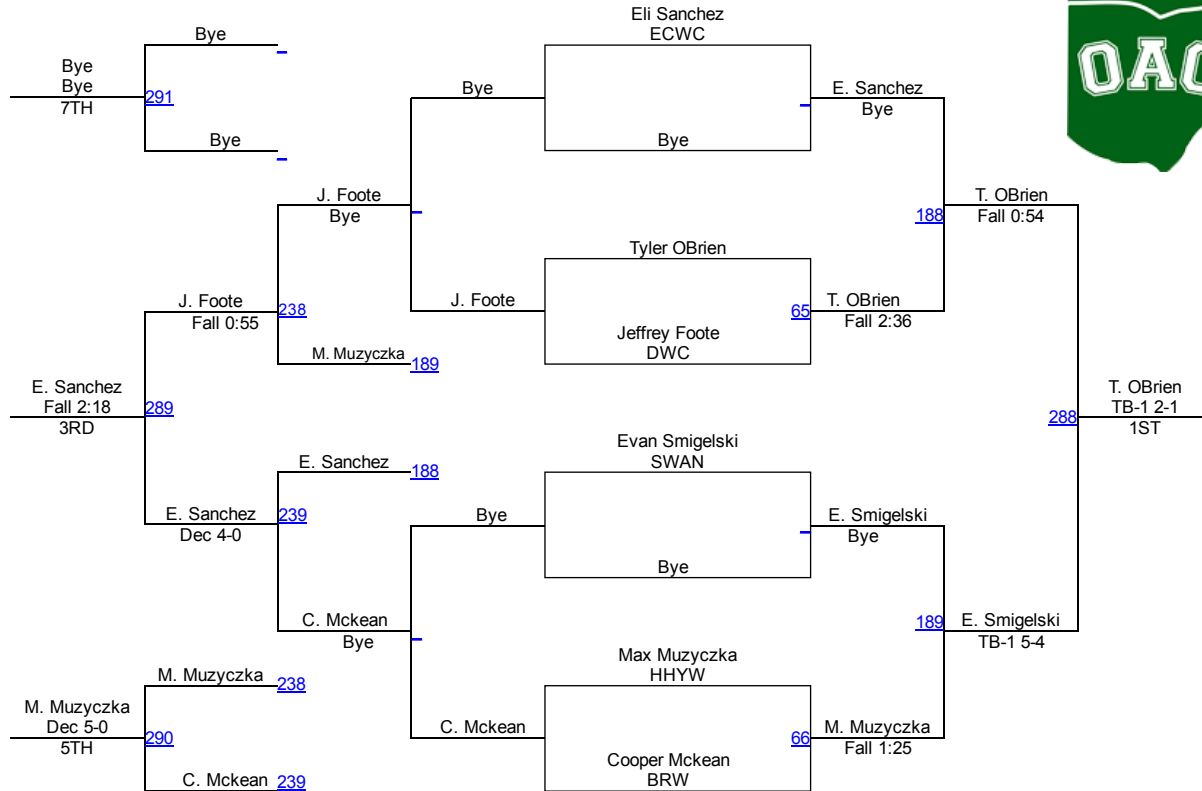 Eli Sanchez
ECWC
Bye
Bye
Bye
7TH
291
Bye
Bye
Bye
E. Sanchez
Bye
J. Foote
Bye
188
T. OBrien
Fall 0:54
Tyler OBrien
J. Foote
Fall 0:55
238
J. Foote
65
T. OBrien
Fall 2:36
Jeffrey Foote
DWC
M. Muzyczka
189
E. Sanchez
Fall 2:18
3RD
289
288
T. OBrien
TB-1 2-1
1ST
Evan Smigelski
SWAN
E. Sanchez
188
E. Sanchez
Dec 4-0
239
Bye
E. Smigelski
Bye
Bye
C. Mckean
Bye
189
E. Smigelski
TB-1 5-4
Max Muzyczka
HHYW
M. Muzyczka
238
M. Muzyczka
Dec 5-0
5TH
290
C. Mckean
66
M. Muzyczka
Fall 1:25
Cooper Mckean
BRW
C. Mckean
239